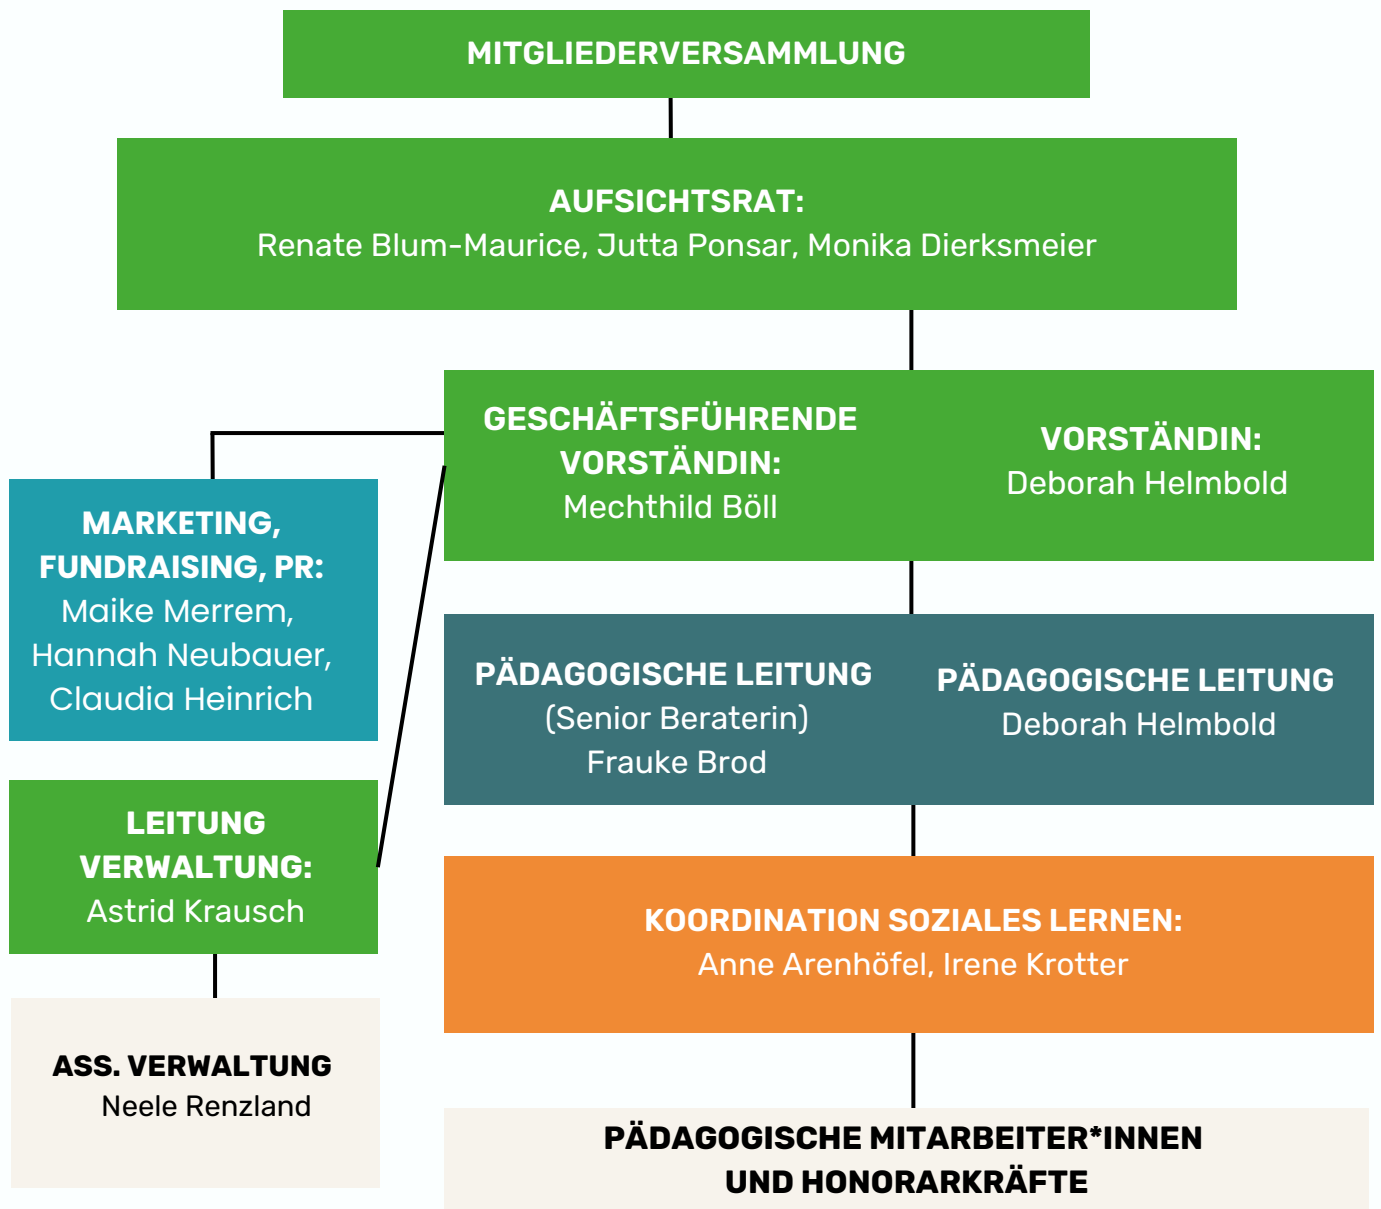 MITGLIEDERVERSAMMLUNG
AUFSICHTSRAT:
Renate Blum-Maurice, Jutta Ponsar, Monika Dierksmeier
GESCHÄFTSFÜHRENDE
VORSTÄNDIN:
Mechthild Böll
VORSTÄNDIN:
Deborah Helmbold
MARKETING,
FUNDRAISING, PR:
Maike Merrem,
Hannah Neubauer,
Claudia Heinrich
PÄDAGOGISCHE LEITUNG
(Senior Beraterin)
Frauke Brod
PÄDAGOGISCHE LEITUNG
Deborah Helmbold
LEITUNG
VERWALTUNG:
Astrid Krausch
KOORDINATION SOZIALES LERNEN:
Anne Arenhöfel, Irene Krotter
ASS. VERWALTUNG
Neele Renzland
PÄDAGOGISCHE MITARBEITER*INNEN
UND HONORARKRÄFTE